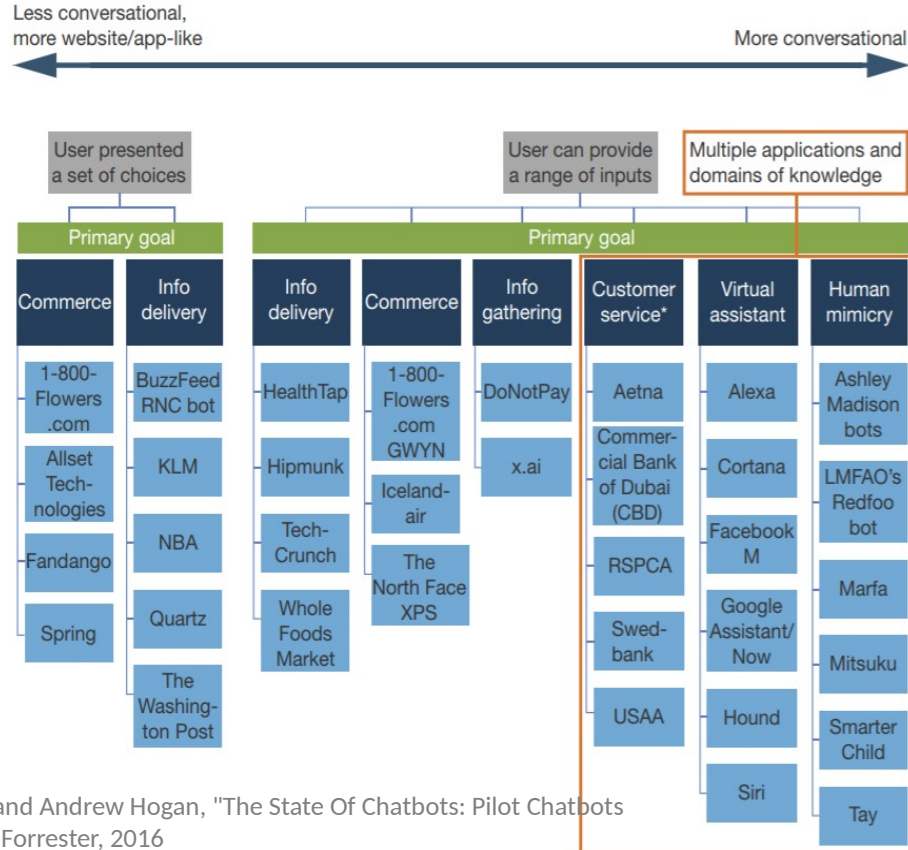 Less conversational,
more website/app-like
More conversational
User presented
a set of choices
User can provide
a range of inputs
Multiple applications and
domains of knowledge
Primary goal
Primary goal
Commerce
Info
delivery
Info
delivery
Commerce
Info
gathering
Customer
service*
Virtual
assistant
Human
mimicry
1-800-
Flowers
.com
Allset
Tech-
nologies
Fandango
Spring
BuzzFeed
RNC bot
KLM
NBA
Quartz
The
Washing-
ton Post
HealthTap
Hipmunk
Tech-
Crunch
Whole
Foods
Market
1-800-
Flowers
.com
GWYN
Iceland-
air
The
North Face
XPS
DoNotPay
x.ai
Aetna
Commer-
cial Bank
of Dubai
(CBD)
RSPCA
Swed-
bank
USAA
Alexa
Cortana
Facebook
M
Google
Assistant/
Now
Hound
Siri
Ashley
Madison
bots
LMFAO's
Redfoo
bot
Marfa
Mitsuku
Smarter
Child
Tay
and Andrew Hogan, "The State Of Chatbots: Pilot Chatbots
Forrester, 2016